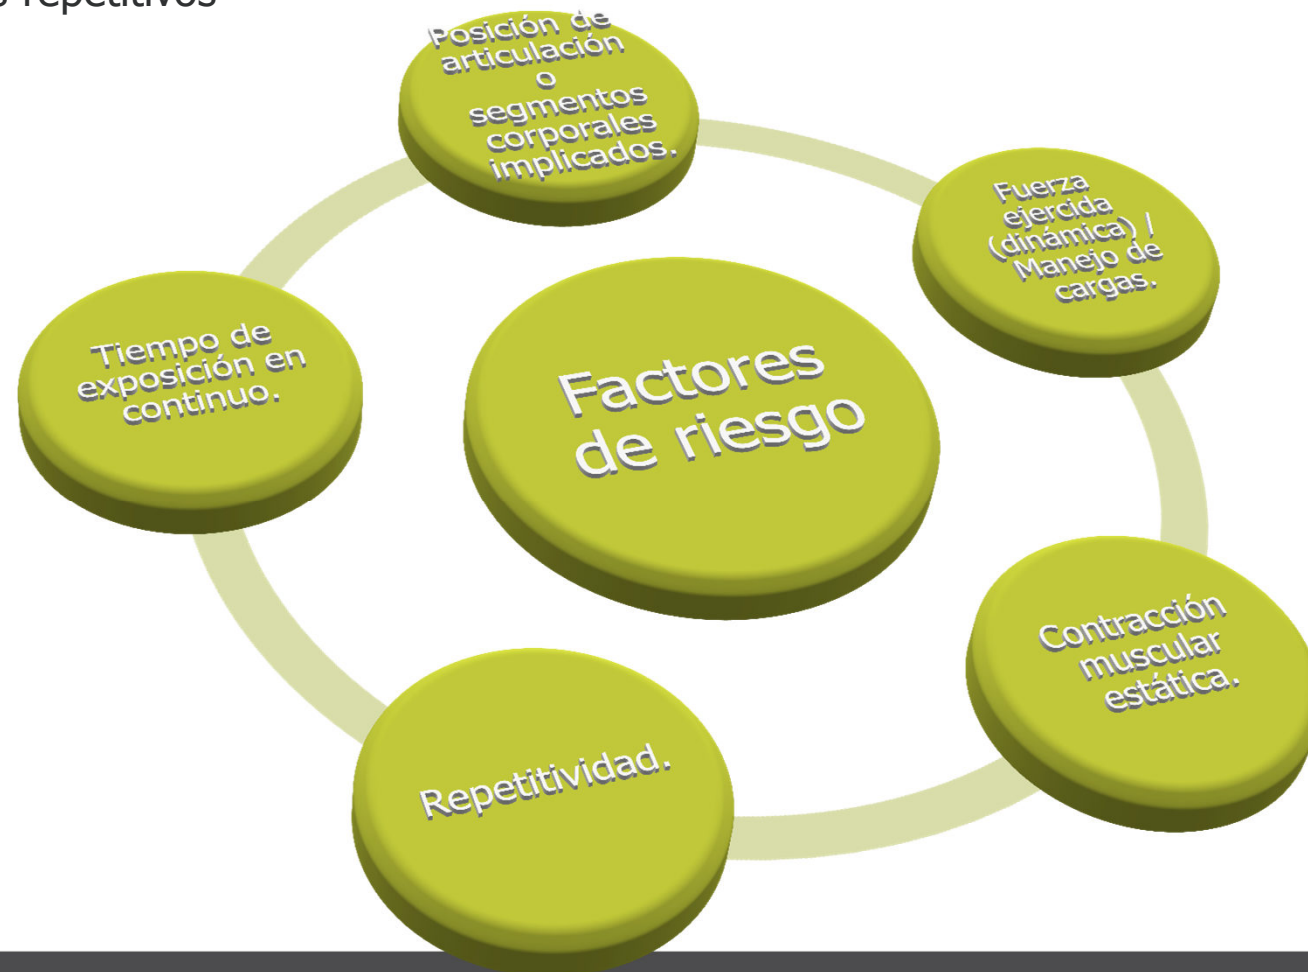 repetitivos
Posición de
articulación
o
segmentos
corporales
implicados.
Fuerza
ejercida
(dinámica) /
Manejo de
cargas.
Factores
de riesgo
Tiempo de
exposición en
continuo.
Contracción
muscular
estática.
Repetitividad.